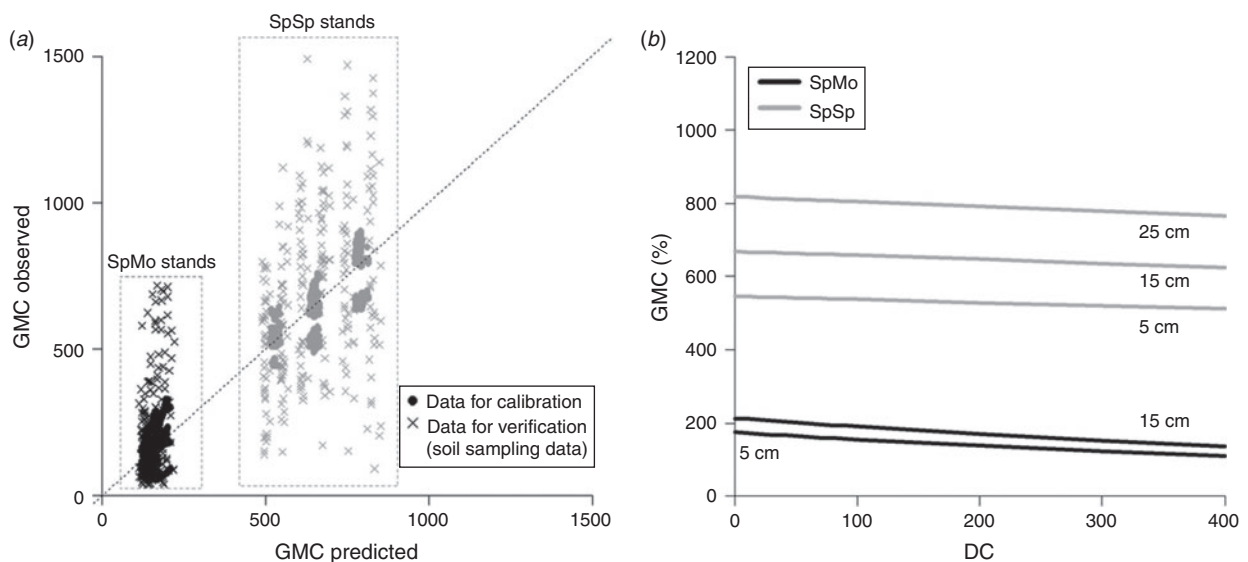 (a)
SpSp stands
1500
1000
500
0
GMC observed
SpMo stands
Data for calibration
Data for verification
(soil sampling data)
0
500
1000
1500
GMC predicted
(b)
1200
1000
800
600
400
200
0
GMC (%)
SpMo
SpSp
25 cm
15 cm
5 cm
15 cm
5 cm
0
100
200
300
400
DC